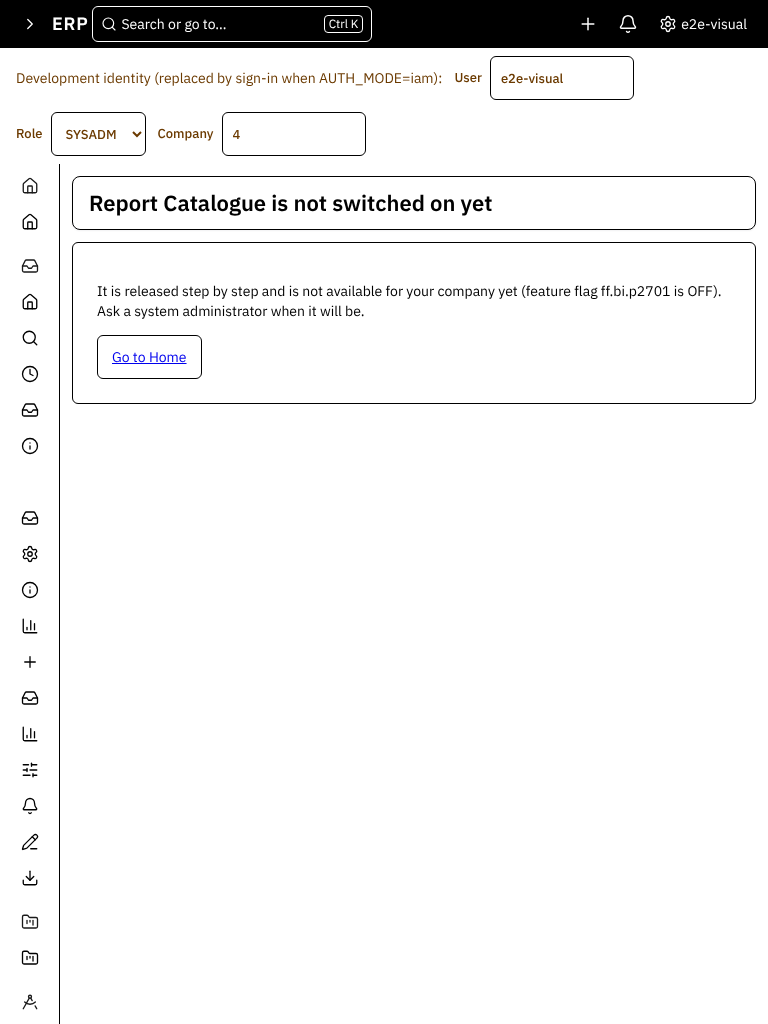 ERP
Search or go to...
Ctrl K
e2e-visual
Development identity (replaced by sign-in when AUTH_MODE=iam):
User
e2e-visual
Role
SYSADM
Company
4
Report Catalogue is not switched on yet
It is released step by step and is not available for your company yet (feature flag ff.bi.p2701 is OFF).
Ask a system administrator when it will be.
Go to Home